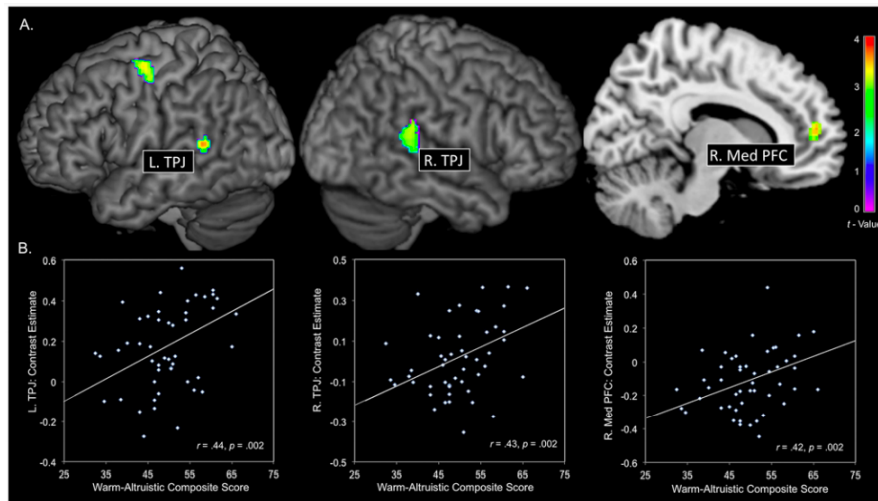 A.
L. TPJ
R. TPJ
R. Med PFC
4
3
2
1
0
t - Value
B.
0.6
0.4
0.2
0
-0.2
-0.4
L. TPJ: Contrast Estimate
25 35 45 55 65 75
Warm-Altruistic Composite Score
r = .44, p = .002
0.5
0.3
0.1
-0.1
-0.3
-0.5
R. TPJ: Contrast Estimate
25 35 45 55 65 75
Warm-Altruistic Composite Score
r = .43, p = .002
0.6
0.4
0.2
0
-0.2
-0.4
-0.6
R. Med PFC: Contrast Estimate
25 35 45 55 65 75
Warm-Altruistic Composite Score
r = .42, p = .002